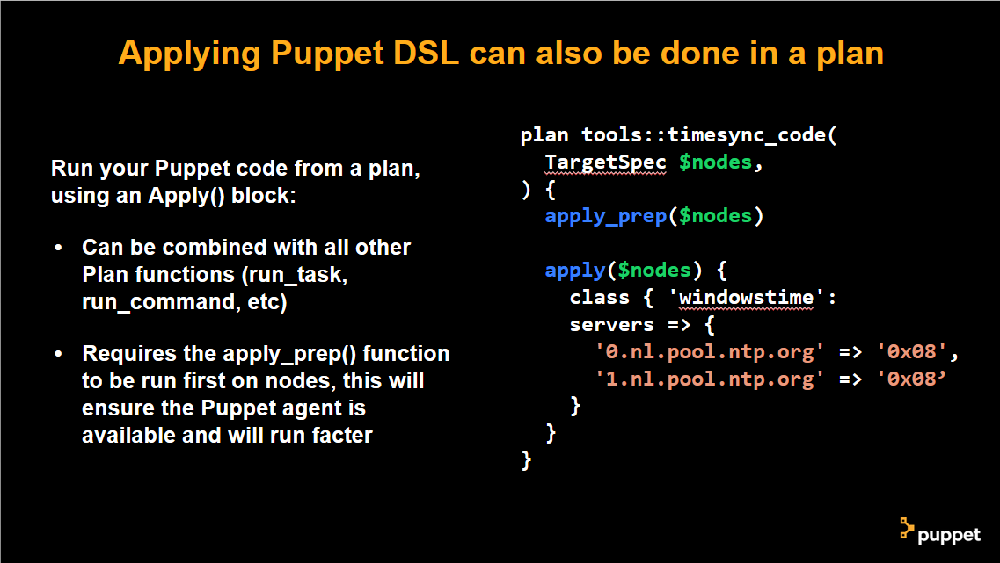 Applying Puppet DSL can also be done in a plan
Run your Puppet code from a plan,
using an Apply() block:
• Can be combined with all other
Plan functions (run_task,
run_command, etc)
• Requires the apply_prep() function
to be run first on nodes, this will
ensure the Puppet agent is
available and will run facter
plan tools::timesync_code(
  TargetSpec $nodes,
) {
  apply_prep($nodes)
  apply($nodes) {
    class { 'windowstime':
    servers => {
      '0.nl.pool.ntp.org' => '0x08',
      '1.nl.pool.ntp.org' => '0x08’
    }
  }
}
puppet